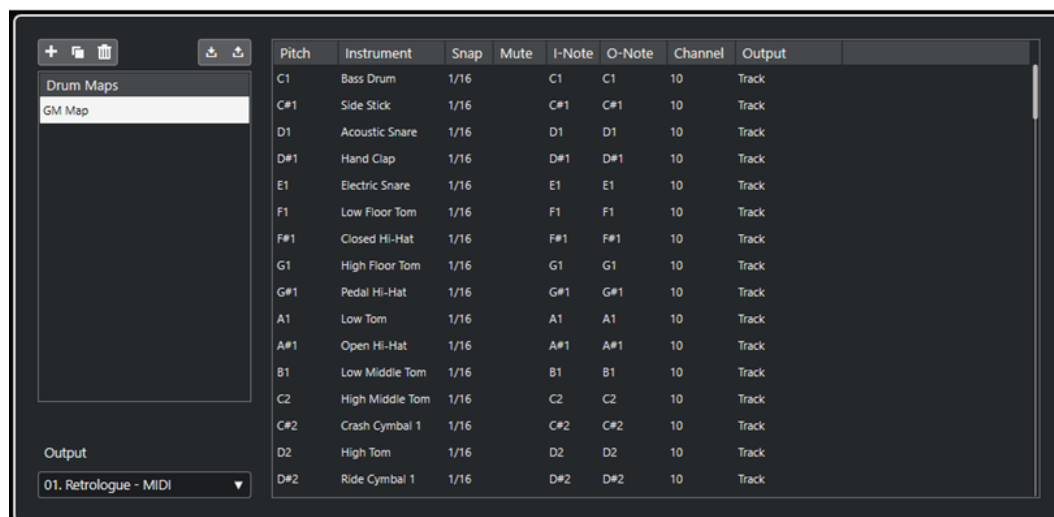 Pitch Instrument Snap Mute I-Note O-Note Channel Output
Drum Maps
GM Map
C1 Bass Drum 1/16 C1 C1 10 Track
C#1 Side Stick 1/16 C#1 C#1 10 Track
D1 Acoustic Snare 1/16 D1 D1 10 Track
D#1 Hand Clap 1/16 D#1 D#1 10 Track
E1 Electric Snare 1/16 E1 E1 10 Track
F1 Low Floor Tom 1/16 F1 F1 10 Track
F#1 Closed Hi-Hat 1/16 F#1 F#1 10 Track
G1 High Floor Tom 1/16 G1 G1 10 Track
G#1 Pedal Hi-Hat 1/16 G#1 G#1 10 Track
A1 Low Tom 1/16 A1 A1 10 Track
A#1 Open Hi-Hat 1/16 A#1 A#1 10 Track
B1 Low Middle Tom 1/16 B1 B1 10 Track
C2 High Middle Tom 1/16 C2 C2 10 Track
C#2 Crash Cymbal 1 1/16 C#2 C#2 10 Track
D2 High Tom 1/16 D2 D2 10 Track
D#2 Ride Cymbal 1 1/16 D#2 D#2 10 Track
Output
01. Retrologue - MIDI